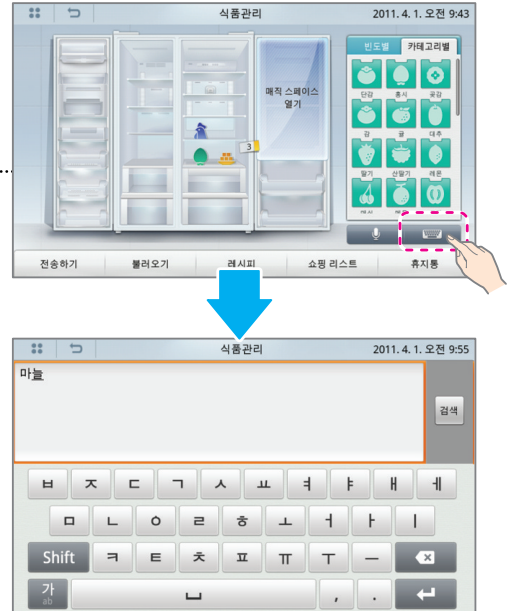 식품관리 2011. 4. 1. 오전 9:43
빈도별 카테고리별
매직 스페이스
열기
단감 홍시 곶감
감 귤 대추
3
딸기 산딸기 레몬
전송하기 불러오기 레시피 쇼핑 리스트 휴지통
식품관리 2011. 4. 1. 오전 9:55
마늘
검색
ㅂ ㅈ ㄷ ㄱ ㅅ ㅛ ㅕ ㅑ ㅐ ㅔ
ㅁ ㄴ ㅇ ㄹ ㅎ ㅗ ㅓ ㅏ ㅣ
Shift ㅋ ㅌ ㅊ ㅍ ㅠ ㅜ ㅡ
가
ab , .